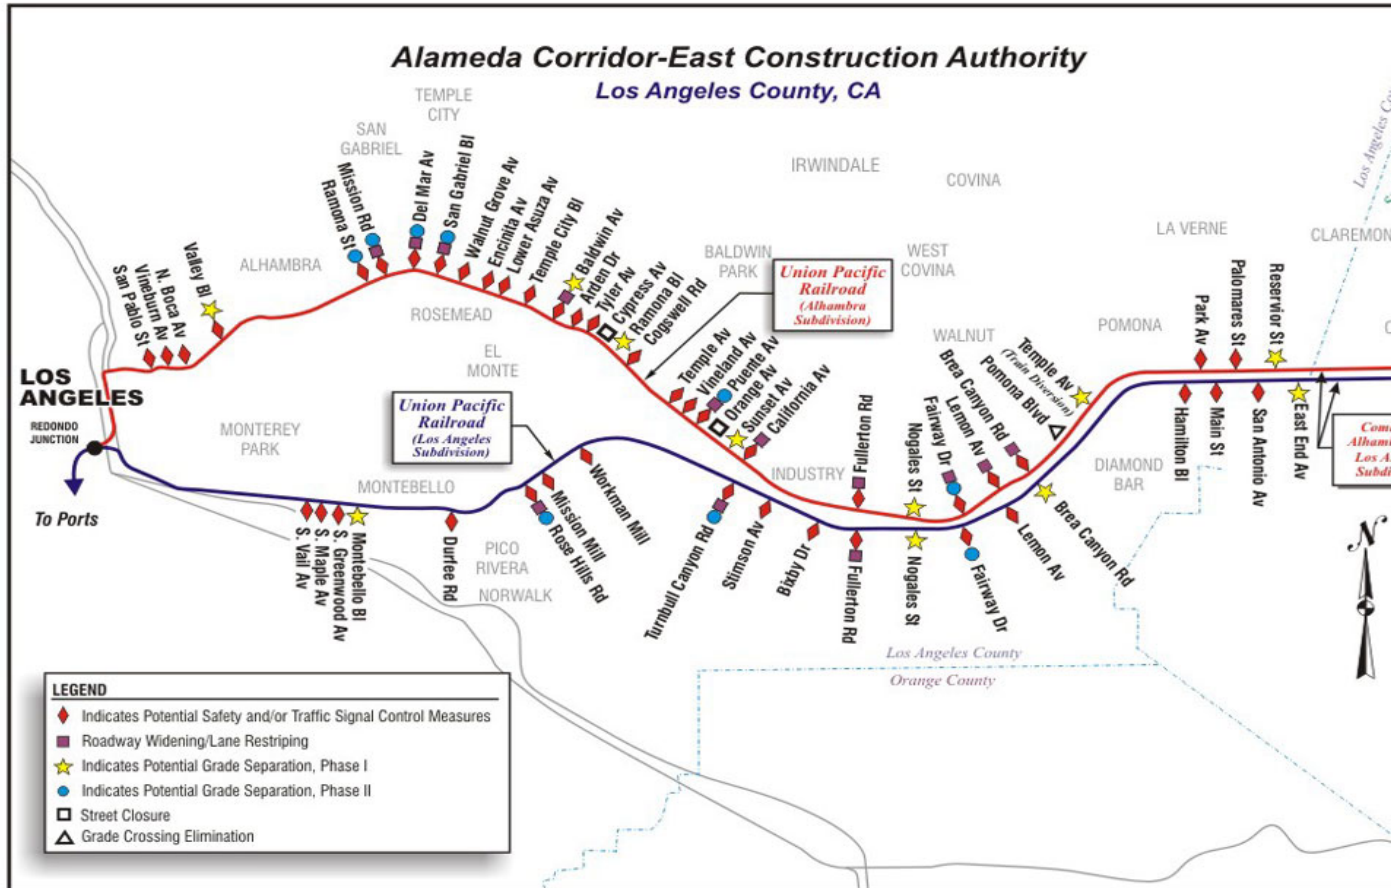 Alameda Corridor-East Construction Authority
Los Angeles County, CA
TEMPLE
CITY
SAN
GABRIEL
ALHAMBRA
ROSEMEAD
EL
MONTE
MONTEREY
PARK
MONTEBELLO
PICO
RIVERA
NORWALK
IRWINDALE
COVINA
BALDWIN
PARK
WEST
COVINA
INDUSTRY
WALNUT
DIAMOND
BAR
POMONA
LA VERNE
CLAREMON
Los Angeles Cou
LOS
ANGELES
REDONDO
JUNCTION
To Ports
San Pablo St
Vineburn Av
N. Boca Av
Valley Bl
Ramona St
Mission Rd
Del Mar Av
San Gabriel Bl
Walnut Grove Av
Encinita Av
Lower Asuza Av
Temple City Bl
Baldwin Av
Arden Dr
Tyler Av
Cypress Av
Ramona Bl
Cogswell Rd
Temple Av
Vineland Av
Puente Av
Orange Av
Sunset Av
California Av
Fullerton Rd
Nogales St
Fairway Dr
Lemon Av
Brea Canyon Rd
Pomona Blvd
Temple Av
(Train Diversion)
Park Av
Palomares St
Reservior St
Union Pacific
Railroad
(Alhambra
Subdivision)
Union Pacific
Railroad
(Los Angeles
Subdivision)
Com
Alham
Los A
Subdi
S. Vail Av
S. Maple Av
S. Greenwood Av
Montebello Bl
Durfee Rd
Rose Hills Rd
Mission Mill
Workman Mill
Turnbull Canyon Rd
Stimson Av
Bixby Dr
Fullerton Rd
Nogales St
Fairway Dr
Lemon Av
Brea Canyon Rd
Hamilton Bl
Main St
San Antonio Av
East End Av
Los Angeles County
Orange County
N
LEGEND
Indicates Potential Safety and/or Traffic Signal Control Measures
Roadway Widening/Lane Restriping
Indicates Potential Grade Separation, Phase I
Indicates Potential Grade Separation, Phase II
Street Closure
Grade Crossing Elimination